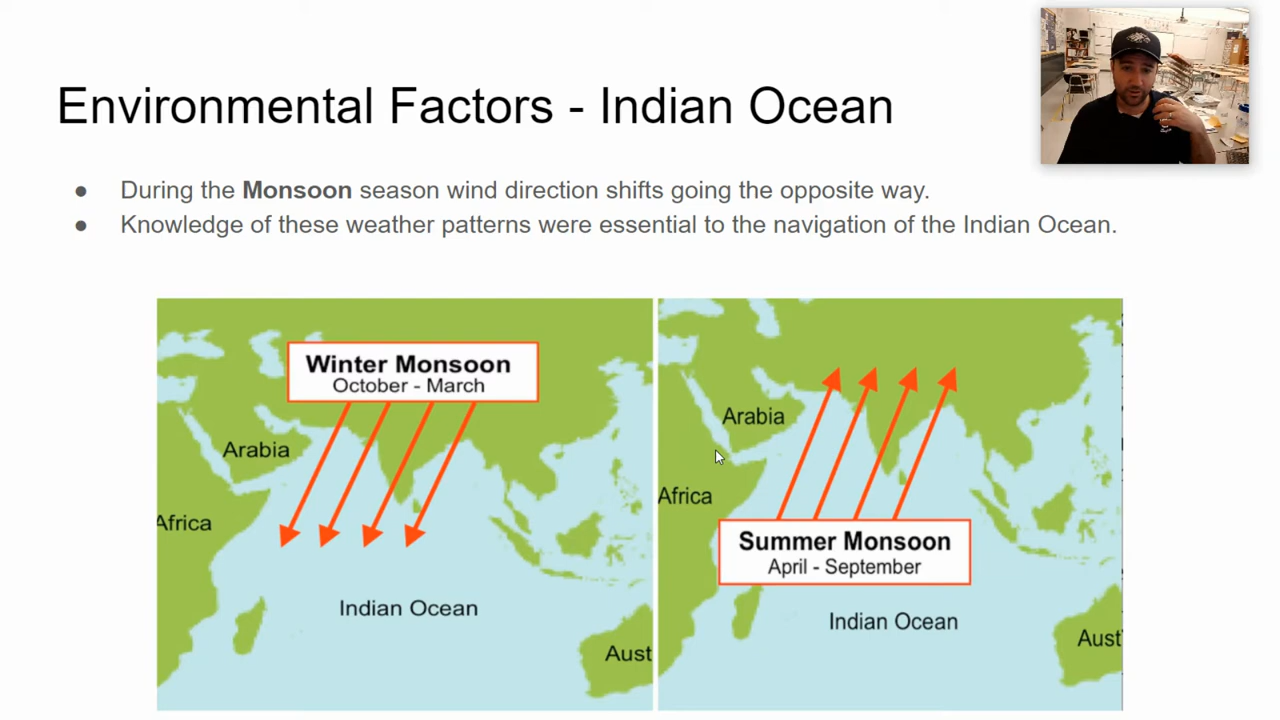 Environmental Factors - Indian Ocean
● During the Monsoon season wind direction shifts going the opposite way.
● Knowledge of these weather patterns were essential to the navigation of the Indian Ocean.
Winter Monsoon
October - March
Arabia
Africa
Indian Ocean
Aust
Arabia
Africa
Summer Monsoon
April - September
Indian Ocean
Aust